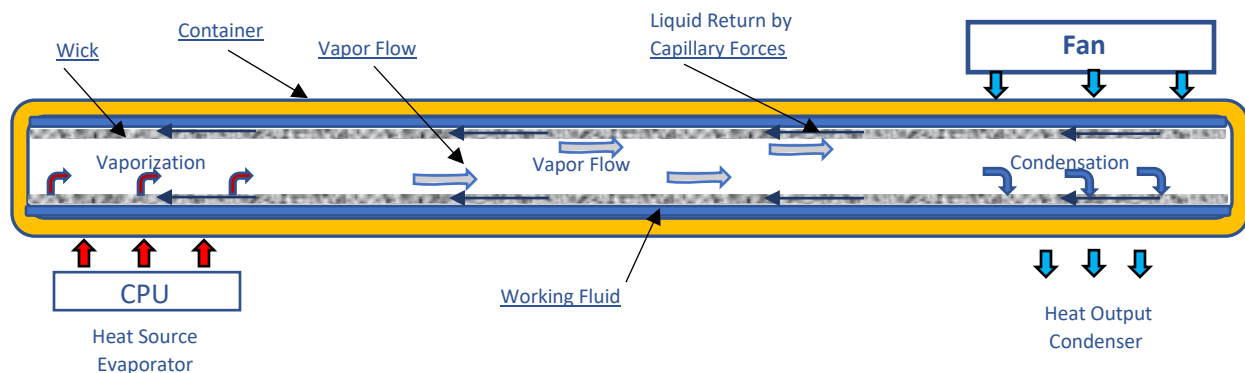 Container
Wick
Vapor Flow
Liquid Return by
Capillary Forces
Fan
Vaporization
Vapor Flow
Condensation
CPU
Heat Source
Evaporator
Working Fluid
Heat Output
Condenser